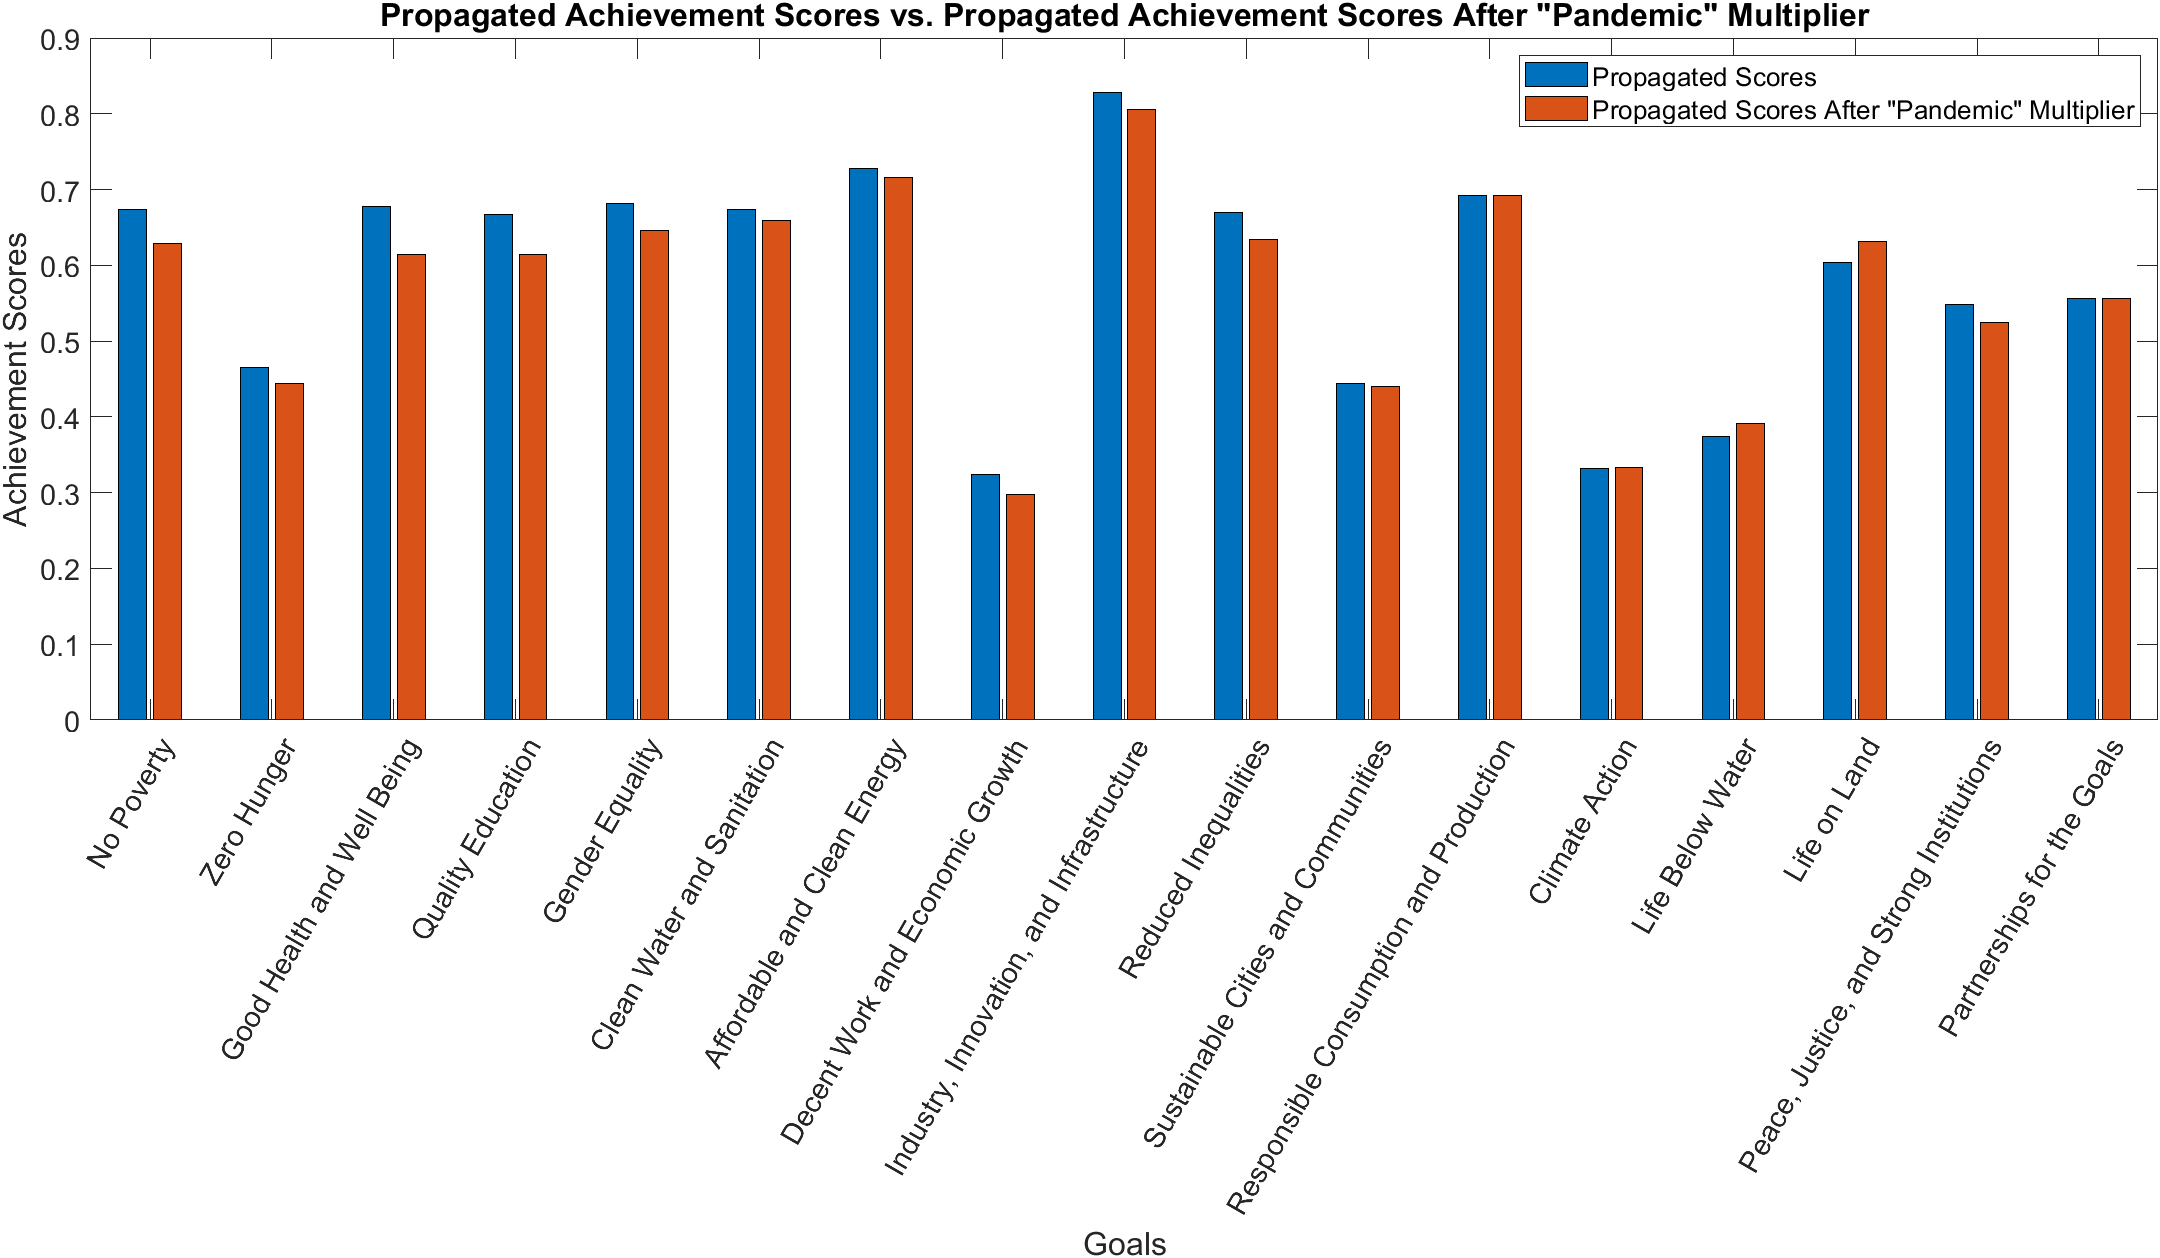 Propagated Achievement Scores vs. Propagated Achievement Scores After "Pandemic" Multiplier
Propagated Scores
Propagated Scores After "Pandemic" Multiplier
Achievement Scores
0.9
0.8
0.7
0.6
0.5
0.4
0.3
0.2
0.1
0
No Poverty
Zero Hunger
Good Health and Well Being
Quality Education
Gender Equality
Clean Water and Sanitation
Affordable and Clean Energy
Decent Work and Economic Growth
Industry, Innovation, and Infrastructure
Reduced Inequalities
Sustainable Cities and Communities
Responsible Consumption and Production
Climate Action
Life Below Water
Life on Land
Peace, Justice, and Strong Institutions
Partnerships for the Goals
Goals